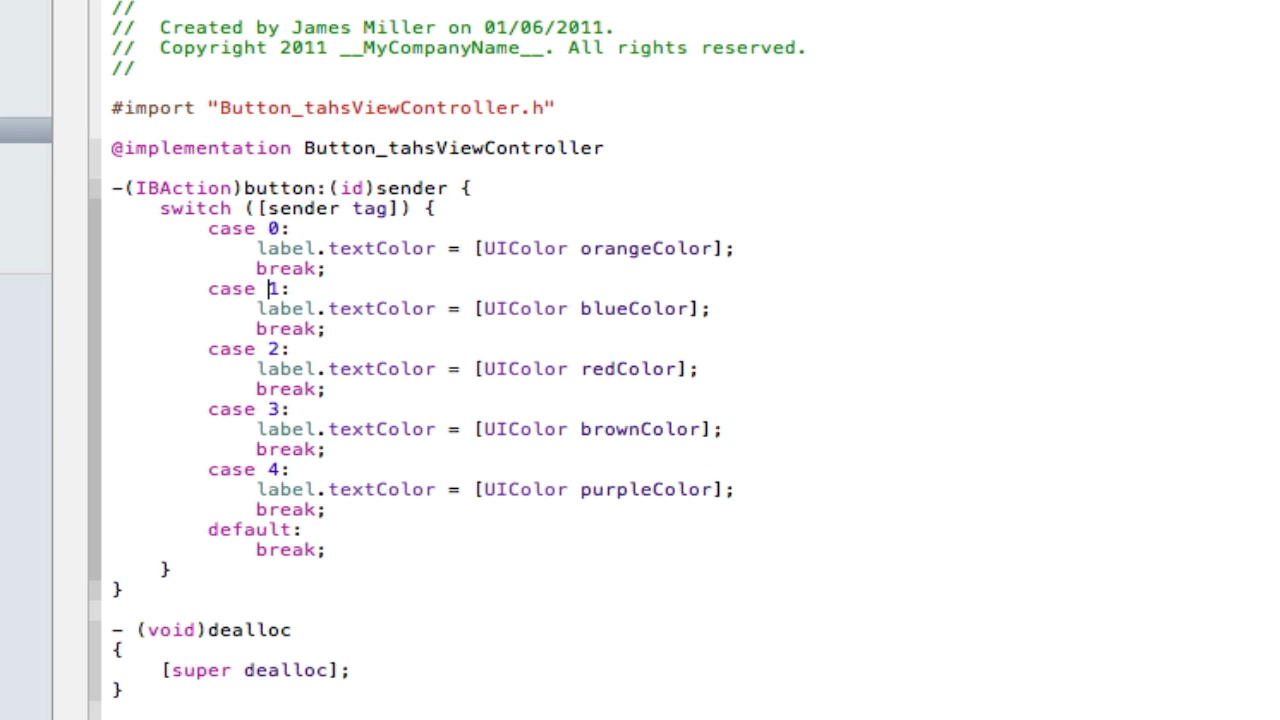 //
//  Created by James Miller on 01/06/2011.
//  Copyright 2011 __MyCompanyName__. All rights reserved.
//
#import "Button_tahsViewController.h"
@implementation Button_tahsViewController
-(IBAction)button:(id)sender {
    switch ([sender tag]) {
        case 0:
            label.textColor = [UIColor orangeColor];
            break;
        case 1:
            label.textColor = [UIColor blueColor];
            break;
        case 2:
            label.textColor = [UIColor redColor];
            break;
        case 3:
            label.textColor = [UIColor brownColor];
            break;
        case 4:
            label.textColor = [UIColor purpleColor];
            break;
        default:
            break;
    }
}
- (void)dealloc
{
    [super dealloc];
}